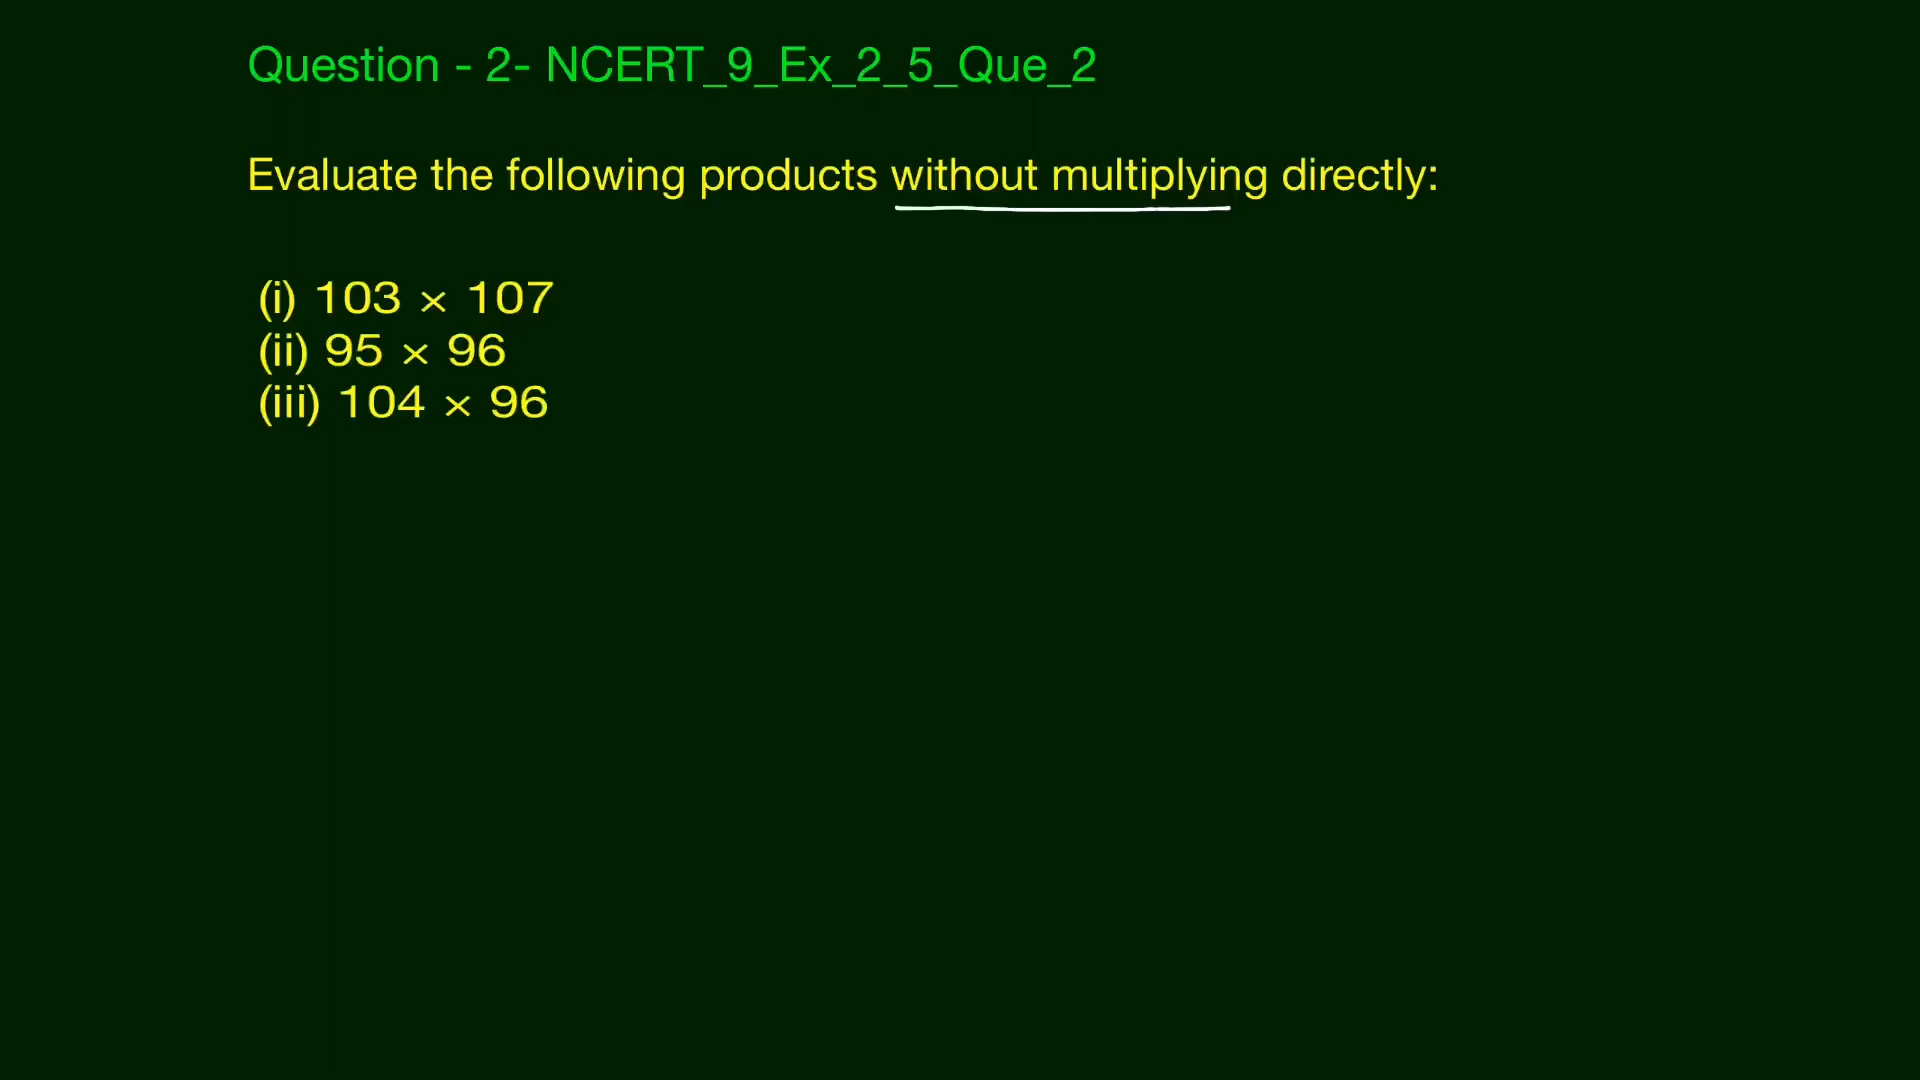 Question - 2- NCERT_9_Ex_2_5_Que_2
Evaluate the following products without multiplying directly:
(i) 103 × 107
(ii) 95 × 96
(iii) 104 × 96